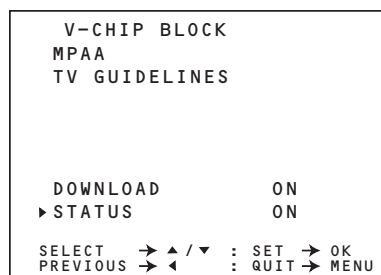 V-CHIP BLOCK
MPAA
TV GUIDELINES
DOWNLOAD ON
▶STATUS ON
SELECT → ▲/▼ : SET → OK
PREVIOUS → ◀ : QUIT → MENU